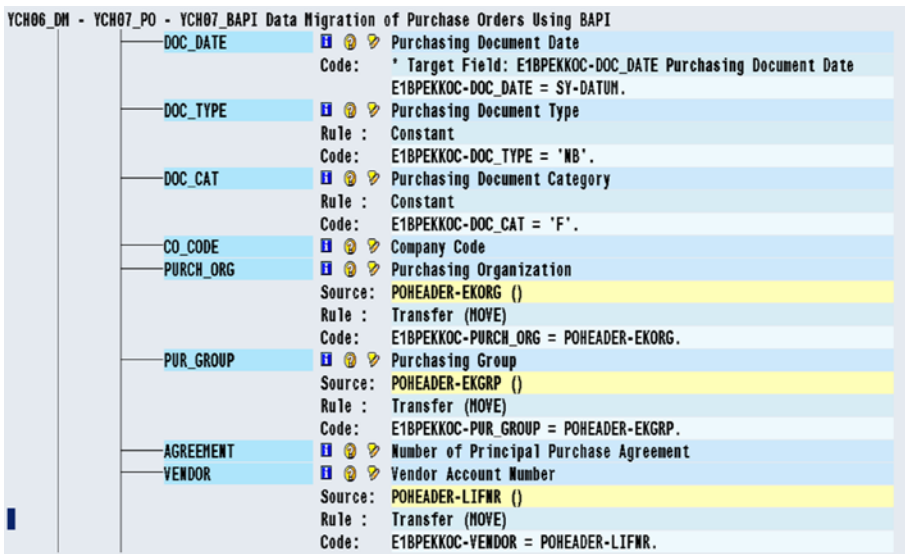 YCH06_DM - YCH07_PO - YCH07_BAPI Data Migration of Purchase Orders Using BAPI
DOC_DATE Purchasing Document Date
Code: * Target Field: E1BPEKKOC-DOC_DATE Purchasing Document Date
E1BPEKKOC-DOC_DATE = SY-DATUM.
DOC_TYPE Purchasing Document Type
Rule : Constant
Code: E1BPEKKOC-DOC_TYPE = 'NB'.
DOC_CAT Purchasing Document Category
Rule : Constant
Code: E1BPEKKOC-DOC_CAT = 'F'.
CO_CODE Company Code
PURCH_ORG Purchasing Organization
Source: POHEADER-EKORG ()
Rule : Transfer (MOVE)
Code: E1BPEKKOC-PURCH_ORG = POHEADER-EKORG.
PUR_GROUP Purchasing Group
Source: POHEADER-EKGRP ()
Rule : Transfer (MOVE)
Code: E1BPEKKOC-PUR_GROUP = POHEADER-EKGRP.
AGREEMENT Number of Principal Purchase Agreement
VENDOR Vendor Account Number
Source: POHEADER-LIFNR ()
Rule : Transfer (MOVE)
Code: E1BPEKKOC-VENDOR = POHEADER-LIFNR.